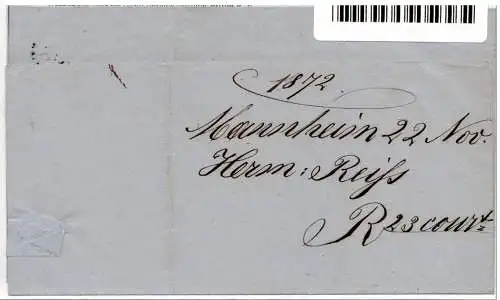 1872.
Mannheim 22 Nov.
Herm: Reiß
R 23 court